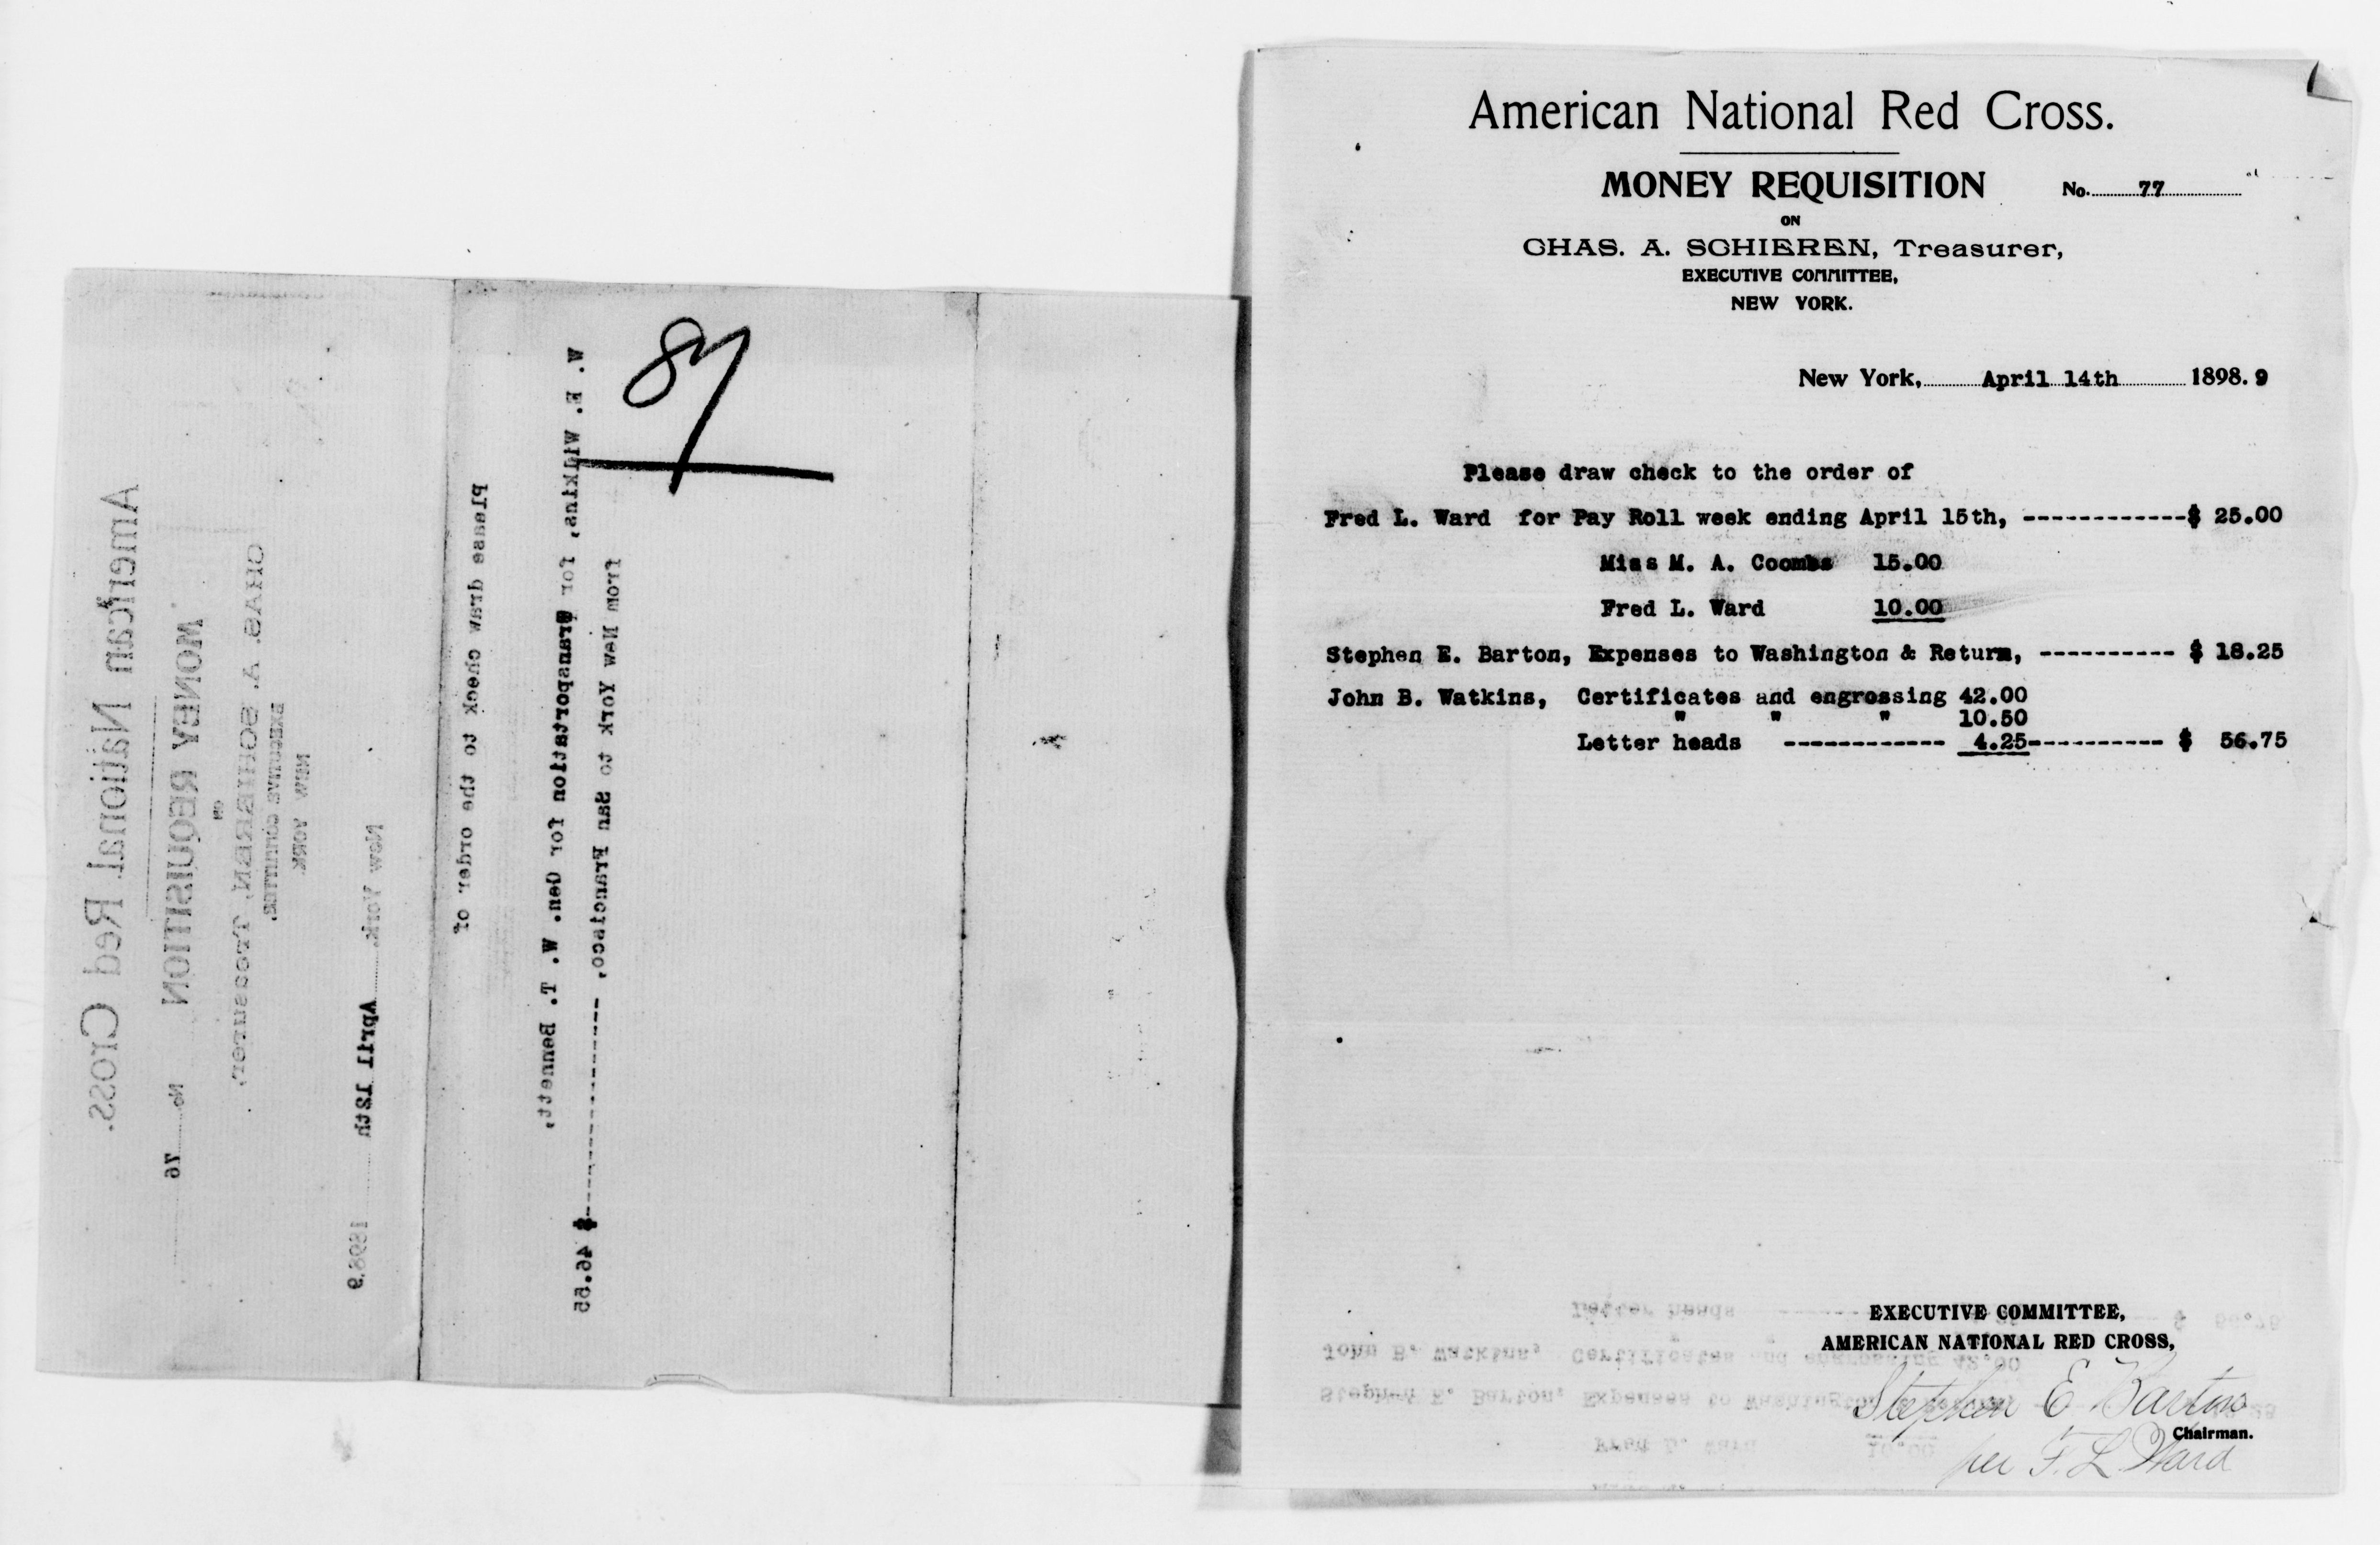 American National Red Cross.
MONEY REQUISITION No. 76
ON
CHAS. A. SCHIEREN, Treasurer,
EXECUTIVE COMMITTEE,
NEW YORK.
New York, April 12th 1898.9
Please draw check to the order of
W. E. Wilkins, for Transportation for Gen. W. T. Bennett,
from New York to San Francisco, ------------$ 46.55
87
American National Red Cross.
MONEY REQUISITION No. 77
ON
CHAS. A. SCHIEREN, Treasurer,
EXECUTIVE COMMITTEE,
NEW YORK.
New York, April 14th 1898.9
Please draw check to the order of
Fred L. Ward for Pay Roll week ending April 15th, ------------$ 25.00
Miss M. A. Coombs 15.00
Fred L. Ward 10.00
Stephen E. Barton, Expenses to Washington & Return, ---------- $ 18.25
John B. Watkins, Certificates and engrossing 42.00
" " " 10.50
Letter heads ------------ 4.25---------- $ 56.75
EXECUTIVE COMMITTEE,
AMERICAN NATIONAL RED CROSS,
Stephen E Barton
Chairman.
per F. L. Ward